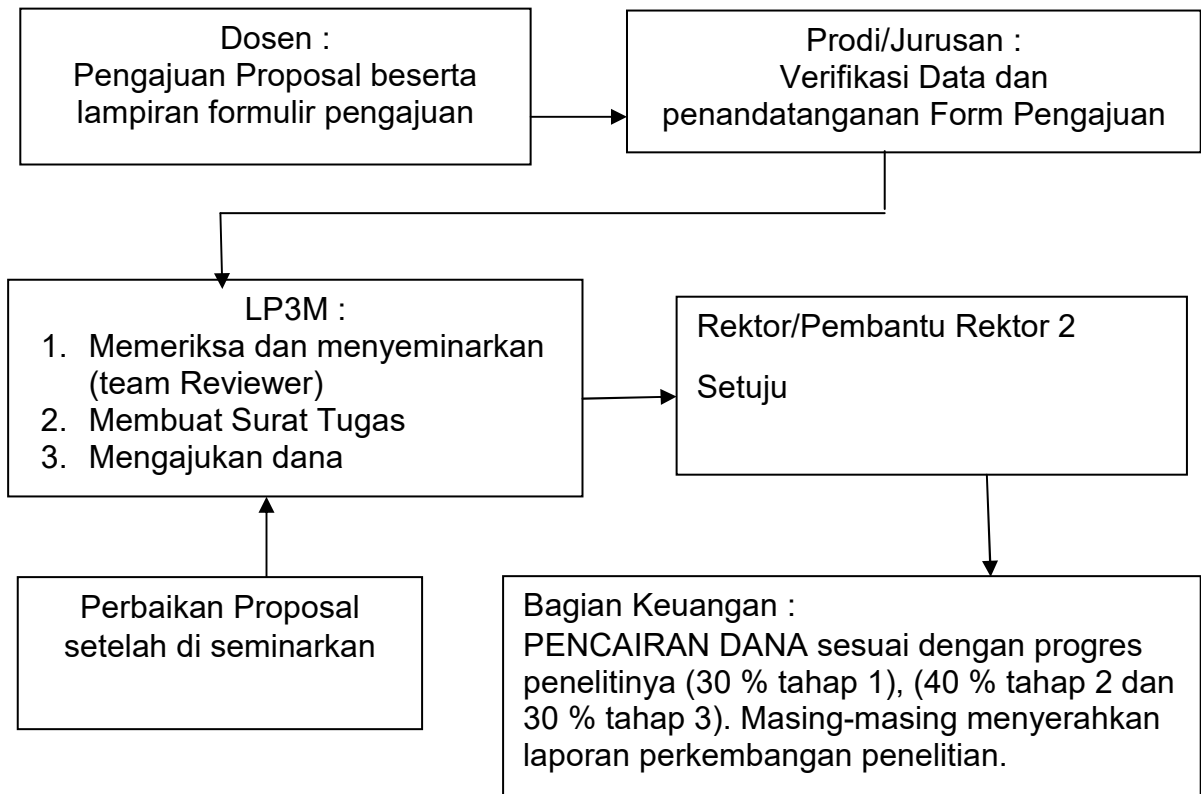 Dosen :
Pengajuan Proposal beserta
lampiran formulir pengajuan
Prodi/Jurusan :
Verifikasi Data dan
penandatanganan Form Pengajuan
LP3M :
1. Memeriksa dan menyeminarkan
(team Reviewer)
2. Membuat Surat Tugas
3. Mengajukan dana
Rektor/Pembantu Rektor 2
Setuju
Perbaikan Proposal
setelah di seminarkan
Bagian Keuangan :
PENCAIRAN DANA sesuai dengan progres
penelitinya (30 % tahap 1), (40 % tahap 2 dan
30 % tahap 3). Masing-masing menyerahkan
laporan perkembangan penelitian.